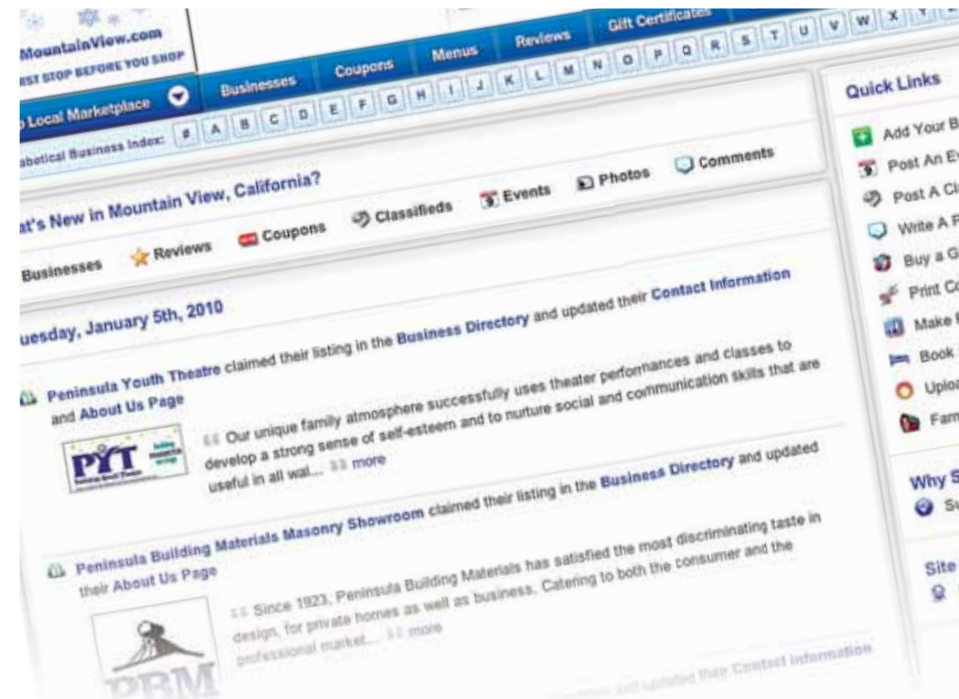 MountainView.com
ST STOP BEFORE YOU SHOP
Local Marketplace
Businesses
Coupons
Menus
Reviews
Gift Certificates
abetical Business Index: # A B C D E F G H I J K L M N O P Q R S T U V W X Y
at's New in Mountain View, California?
Businesses
Reviews
Coupons
Classifieds
Events
Photos
Comments
uesday, January 5th, 2010
Peninsula Youth Theatre claimed their listing in the Business Directory and updated their Contact Information
and About Us Page
PYT
Our unique family atmosphere successfully uses theater performances and classes to
develop a strong sense of self-esteem and to nurture social and communication skills that are
useful in all wal... more
Peninsula Building Materials Masonry Showroom claimed their listing in the Business Directory and updated
their About Us Page
PBM
Since 1923, Peninsula Building Materials has satisfied the most discriminating taste in
design, for private homes as well as business. Catering to both the consumer and the
professional market... more
and updated their Contact Information
Quick Links
Add Your B
Post An Ev
Post A Cl
Write A R
Buy a G
Print Co
Make
Book
Uploa
Fam
Why S
Su
Site